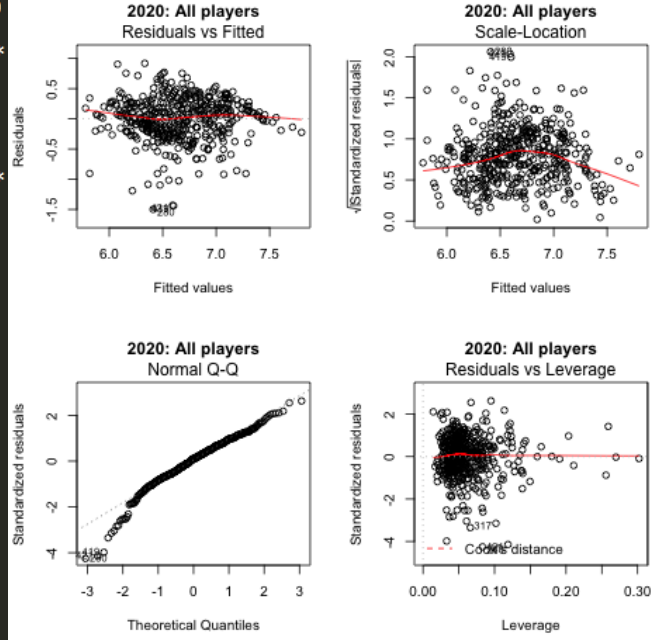 2020: All players
Residuals vs Fitted
Residuals
0.5
-0.5
-1.5
280
6.0 6.5 7.0 7.5
Fitted values
2020: All players
Scale-Location
√|Standardized residuals|
2.0
1.5
1.0
0.5
0.0
6.0 6.5 7.0 7.5
Fitted values
2020: All players
Normal Q-Q
Standardized residuals
2
0
-2
-4
-3 -2 -1 0 1 2 3
Theoretical Quantiles
2020: All players
Residuals vs Leverage
Standardized residuals
2
0
-2
-4
317
Cook's distance
0.00 0.10 0.20 0.30
Leverage